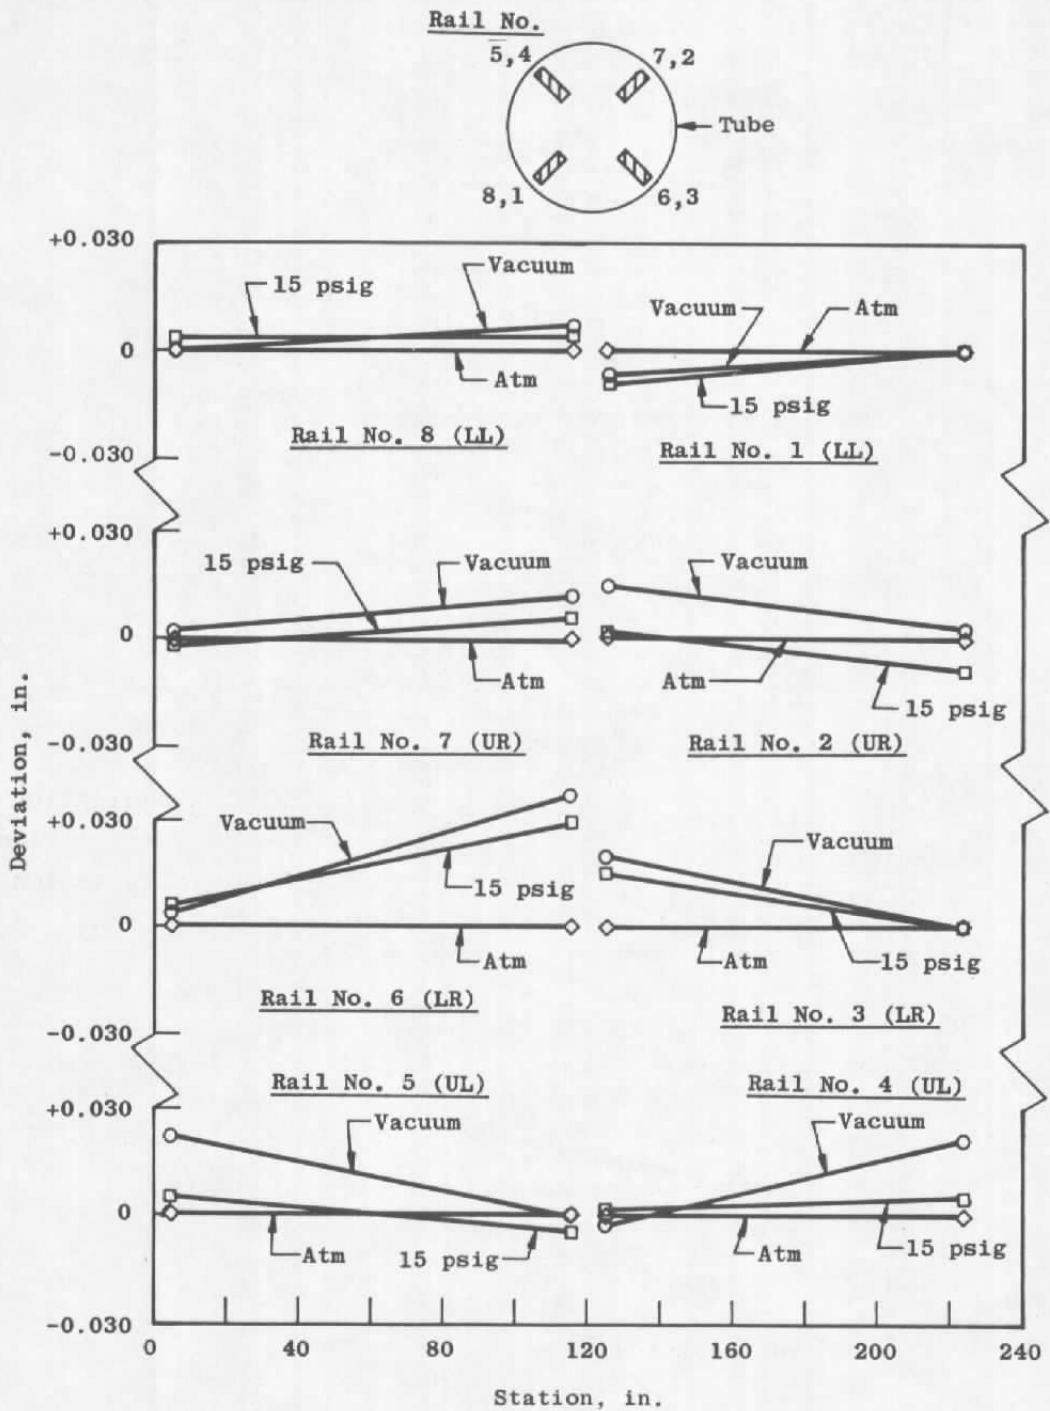 Rail No.
5,4
7,2
Tube
8,1
6,3
+0.030
15 psig
Vacuum
Vacuum
Atm
0
Atm
15 psig
Rail No. 8 (LL)
Rail No. 1 (LL)
-0.030
+0.030
15 psig
Vacuum
Vacuum
0
Atm
Atm
15 psig
Rail No. 7 (UR)
Rail No. 2 (UR)
-0.030
Deviation, in.
+0.030
Vacuum
Vacuum
15 psig
0
Atm
Atm
15 psig
Rail No. 6 (LR)
Rail No. 3 (LR)
-0.030
Rail No. 5 (UL)
Rail No. 4 (UL)
+0.030
Vacuum
Vacuum
0
Atm
15 psig
Atm
15 psig
-0.030
0 40 80 120 160 200 240
Station, in.